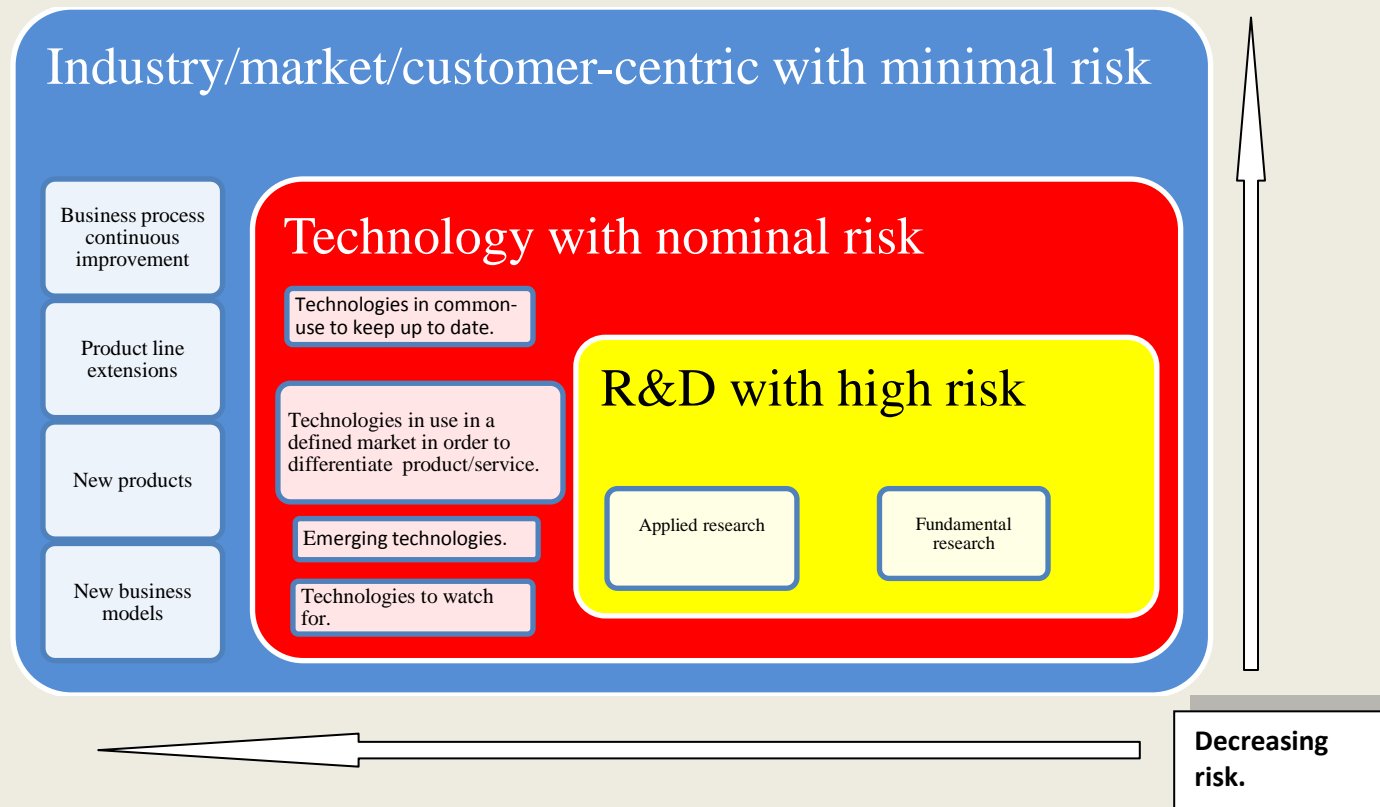 Industry/market/customer-centric with minimal risk
Business process
continuous
improvement
Product line
extensions
New products
New business
models
Technology with nominal risk
Technologies in common-
use to keep up to date.
Technologies in use in a
defined market in order to
differentiate product/service.
Emerging technologies.
Technologies to watch
for.
R&D with high risk
Applied research
Fundamental
research
Decreasing
risk.